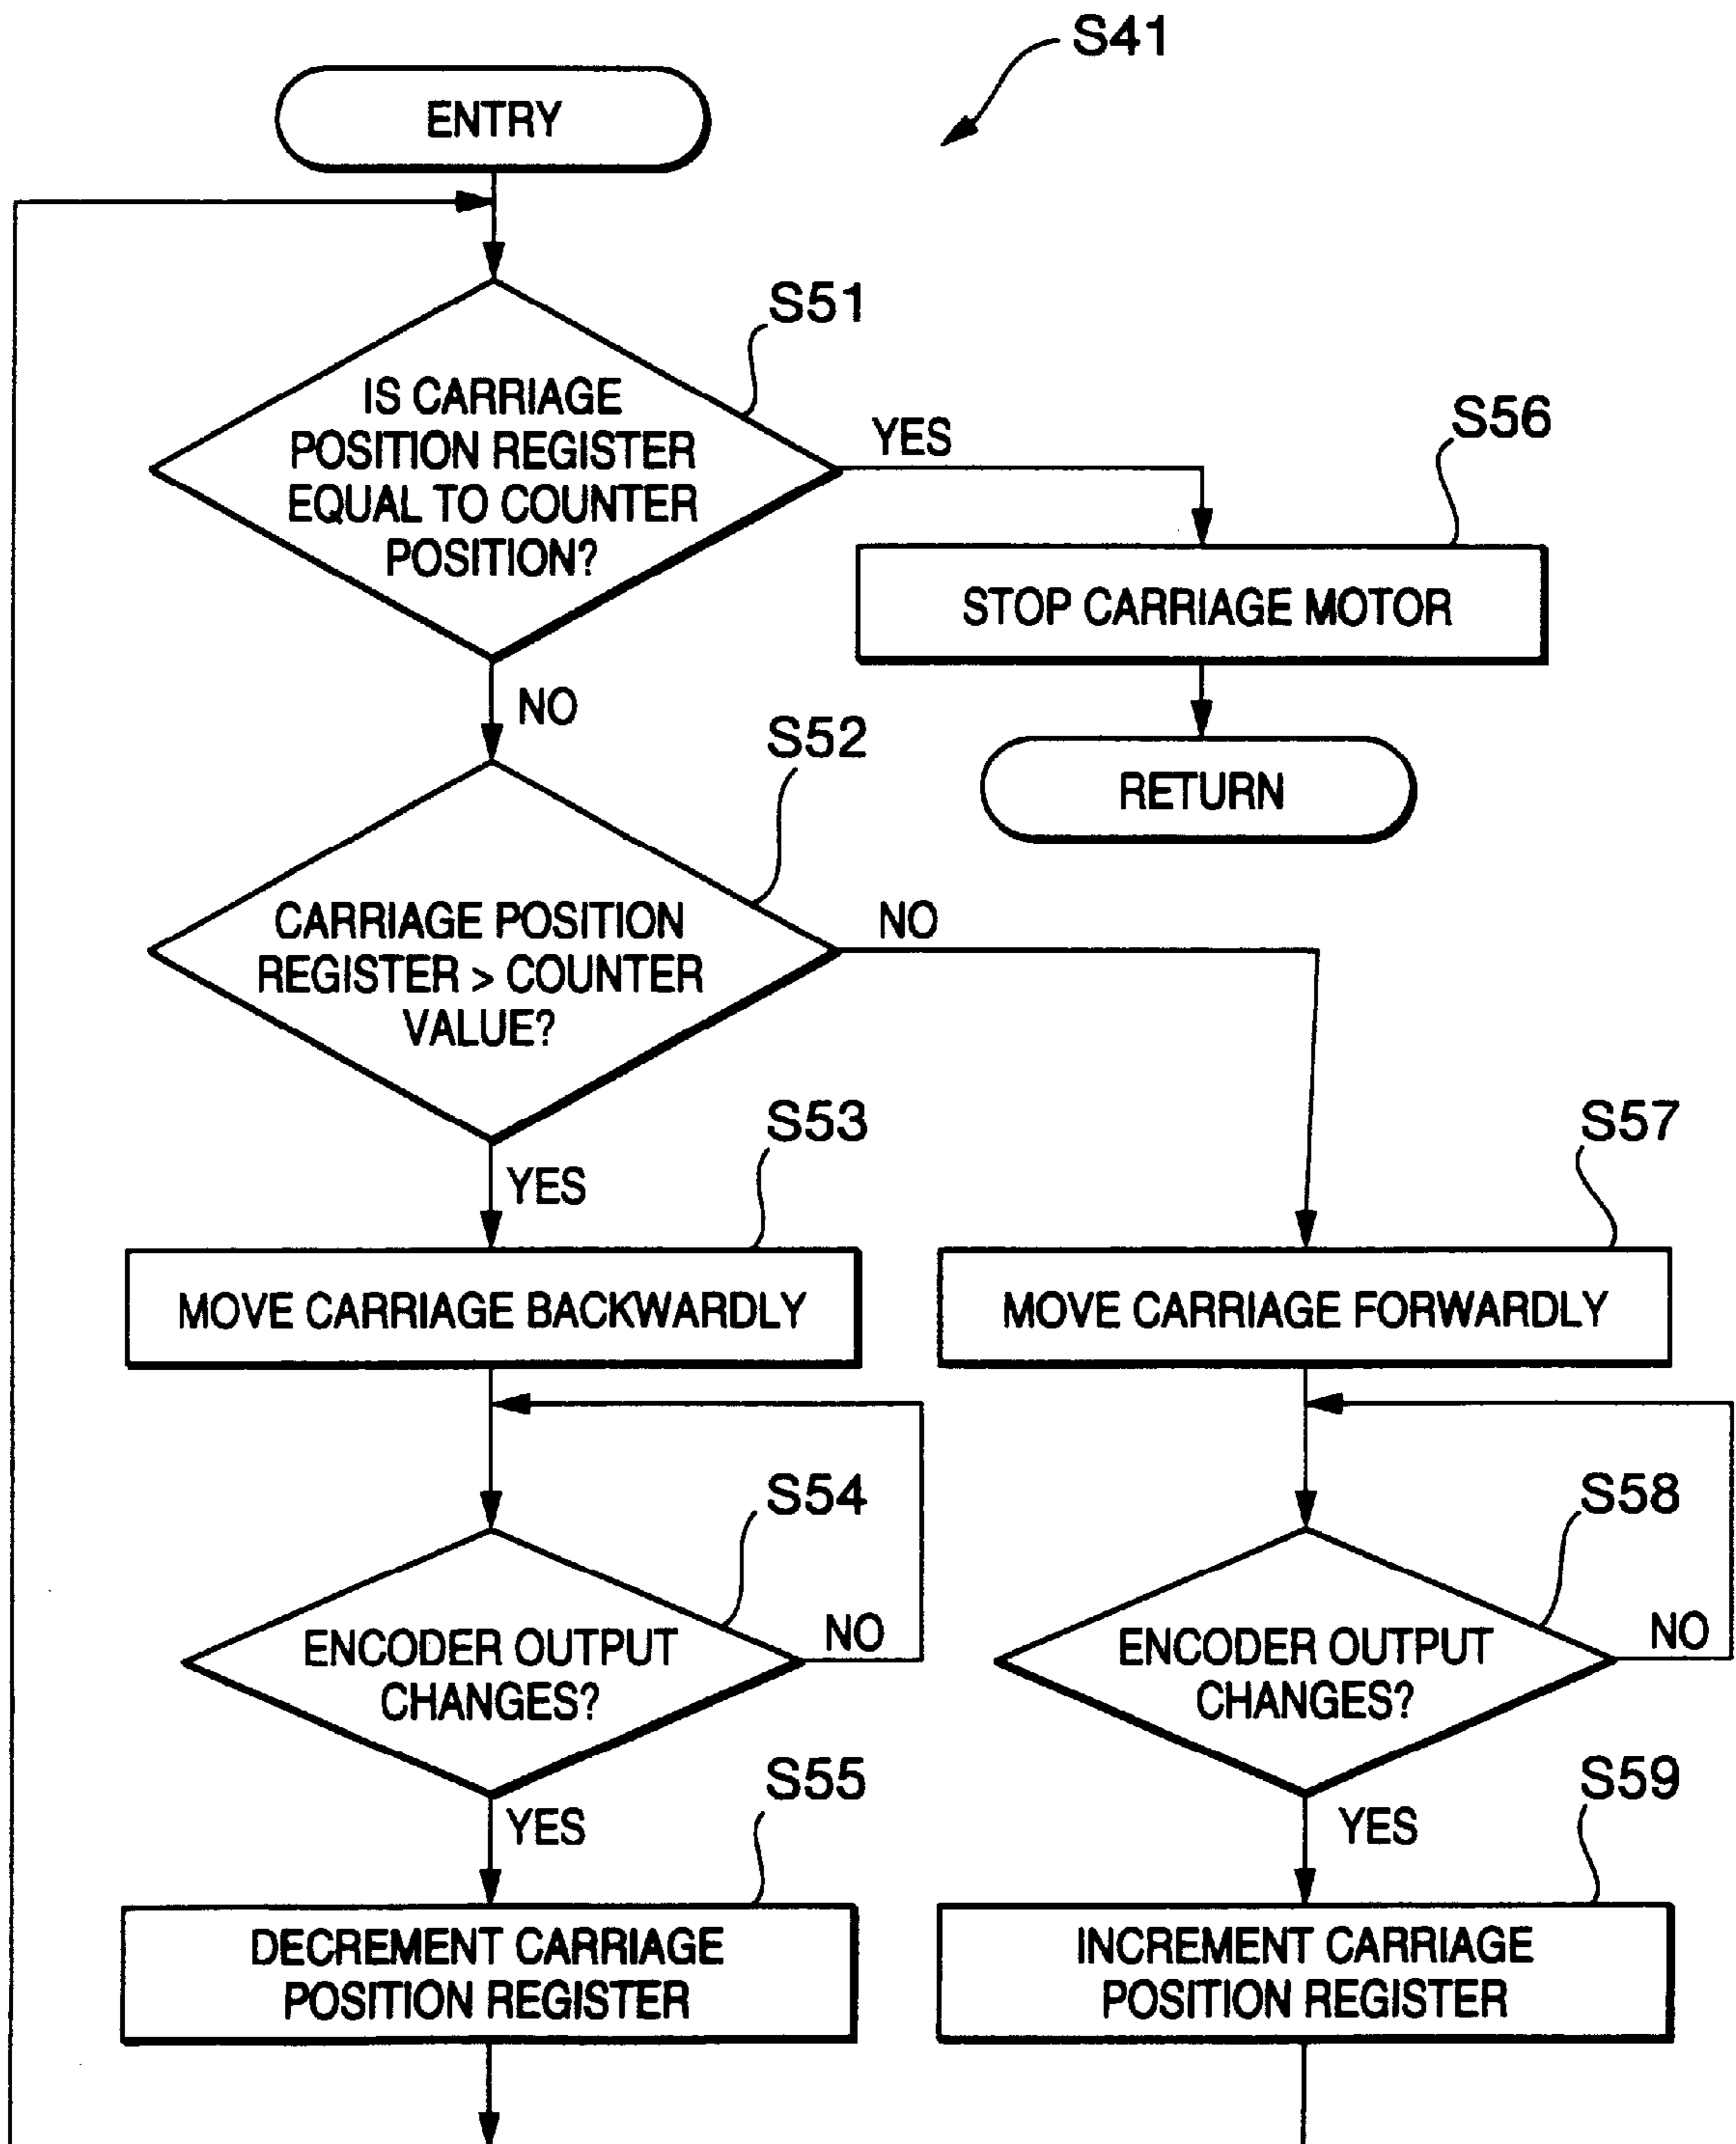 S41
ENTRY
S51
IS CARRIAGE
POSITION REGISTER
EQUAL TO COUNTER
POSITION?
YES
S56
STOP CARRIAGE MOTOR
NO
RETURN
S52
CARRIAGE POSITION
REGISTER > COUNTER
VALUE?
NO
YES
S53
MOVE CARRIAGE BACKWARDLY
S57
MOVE CARRIAGE FORWARDLY
S54
ENCODER OUTPUT
CHANGES?
NO
S58
ENCODER OUTPUT
CHANGES?
NO
YES
S55
DECREMENT CARRIAGE
POSITION REGISTER
YES
S59
INCREMENT CARRIAGE
POSITION REGISTER